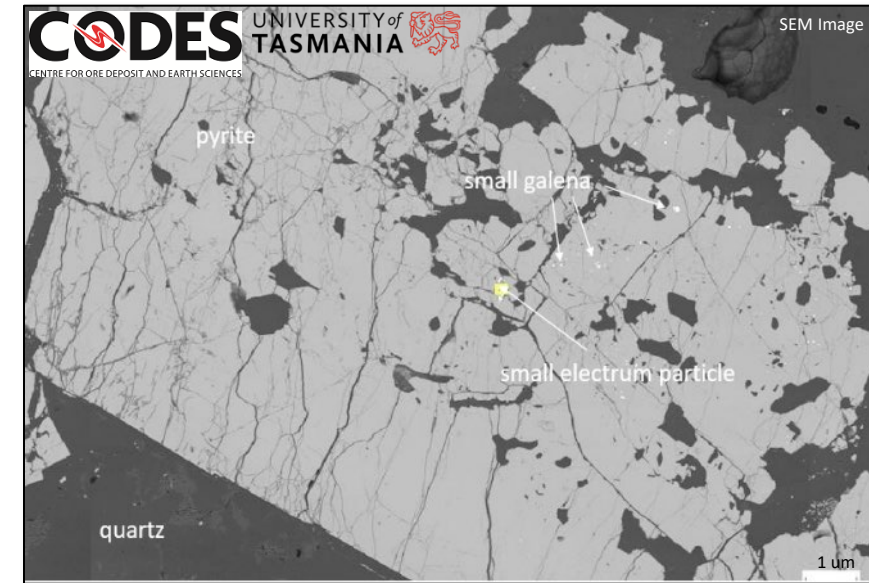 CODES
CENTRE FOR ORE DEPOSIT AND EARTH SCIENCES
UNIVERSITY of
TASMANIA
SEM Image
pyrite
small galena
small electrum particle
quartz
1 um